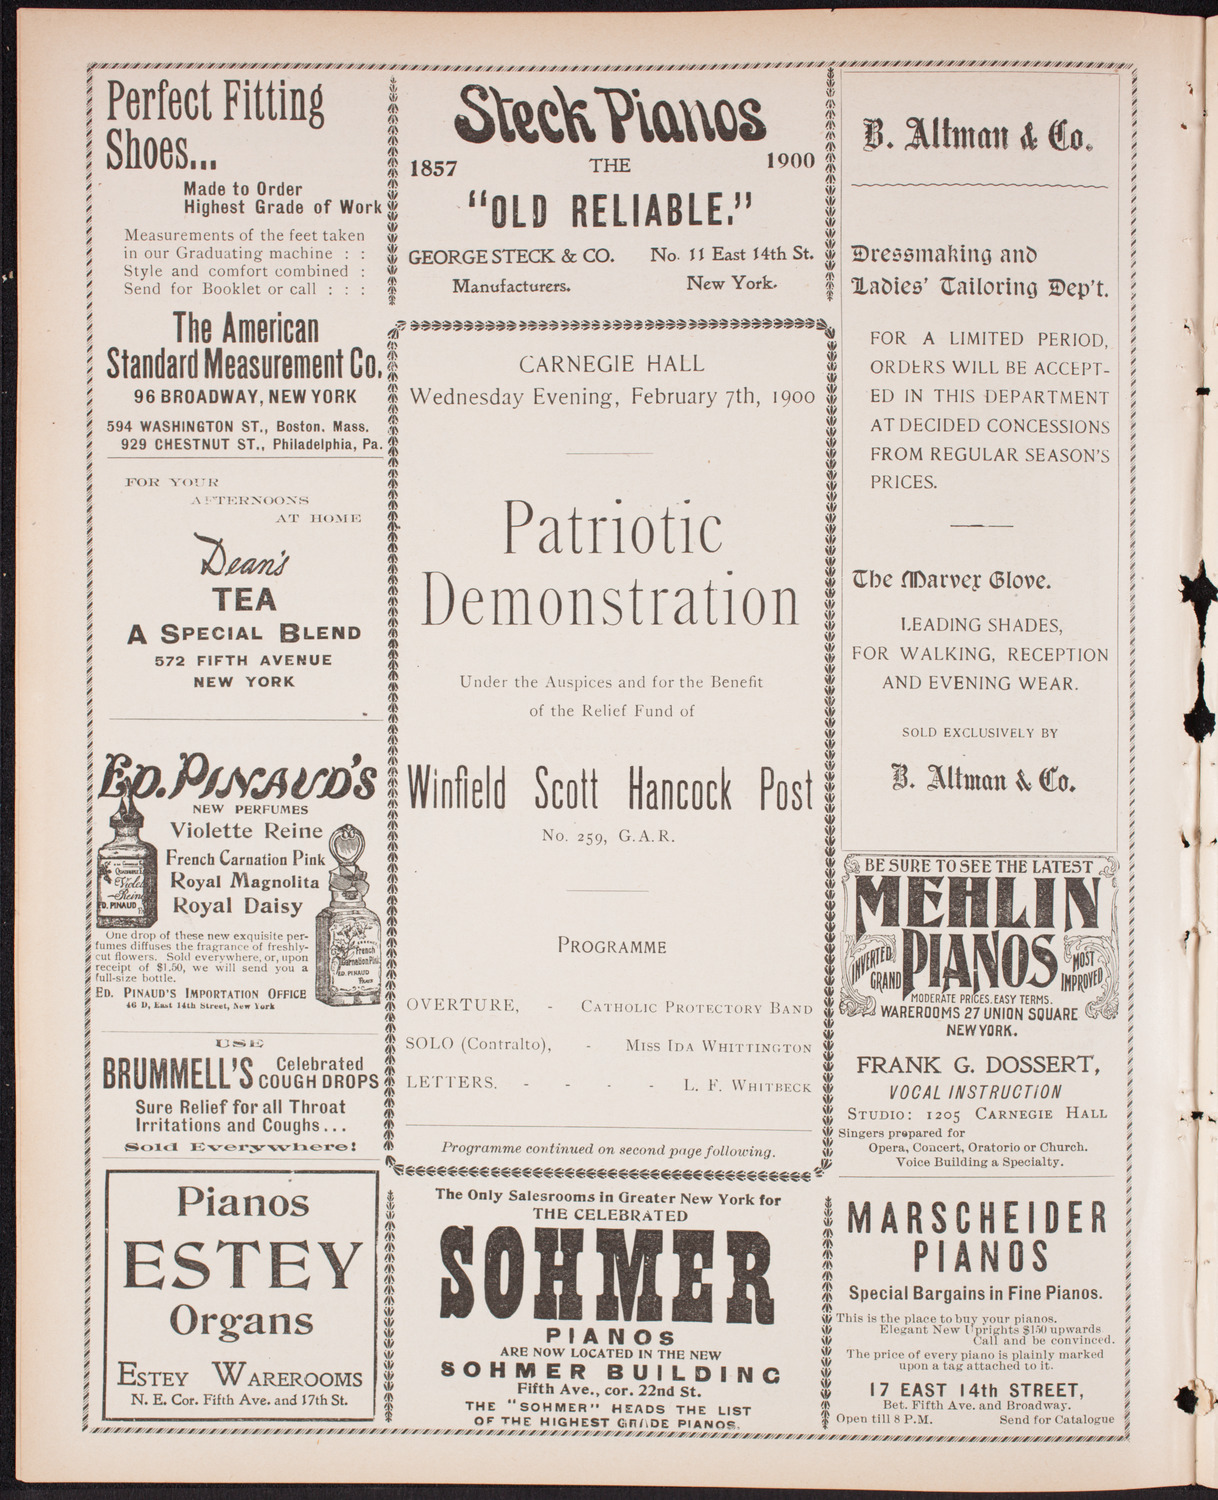 Perfect Fitting
Shoes...
Made to Order
Highest Grade of Work
Measurements of the feet taken
in our Graduating machine : :
Style and comfort combined :
Send for Booklet or call : : :
The American
Standard Measurement Co.
96 BROADWAY, NEW YORK
594 WASHINGTON ST., Boston, Mass.
929 CHESTNUT ST., Philadelphia, Pa.
FOR YOUR
AFTERNOONS
AT HOME
Dean's
TEA
A SPECIAL BLEND
572 FIFTH AVENUE
NEW YORK
ED. PINAUD'S
NEW PERFUMES
Violette Reine
French Carnation Pink
Royal Magnolita
Royal Daisy
One drop of these new exquisite per-
fumes diffuses the fragrance of freshly-
cut flowers. Sold everywhere, or, upon
receipt of $1.50, we will send you a
full-size bottle.
ED. PINAUD'S IMPORTATION OFFICE
46 D, East 14th Street, New York
USE
BRUMMELL'S Celebrated
COUGH DROPS
Sure Relief for all Throat
Irritations and Coughs...
Sold Everywhere!
Pianos
ESTEY
Organs
ESTEY WAREROOMS
N. E. Cor. Fifth Ave. and 17th St.
Steck Pianos
1857 THE 1900
"OLD RELIABLE."
GEORGE STECK & CO. No. 11 East 14th St.
Manufacturers. New York.
CARNEGIE HALL
Wednesday Evening, February 7th, 1900
Patriotic
Demonstration
Under the Auspices and for the Benefit
of the Relief Fund of
Winfield Scott Hancock Post
No. 259, G.A.R.
PROGRAMME
OVERTURE, - CATHOLIC PROTECTORY BAND
SOLO (Contralto), - MISS IDA WHITTINGTON
LETTERS. - - - - L. F. WHITBECK
Programme continued on second page following.
The Only Salesrooms in Greater New York for
THE CELEBRATED
SOHMER
PIANOS
ARE NOW LOCATED IN THE NEW
SOHMER BUILDING
Fifth Ave., cor. 22nd St.
THE "SOHMER" HEADS THE LIST
OF THE HIGHEST GRADE PIANOS.
B. Altman & Co.
Dressmaking and
Ladies' Tailoring Dep't.
FOR A LIMITED PERIOD,
ORDERS WILL BE ACCEPT-
ED IN THIS DEPARTMENT
AT DECIDED CONCESSIONS
FROM REGULAR SEASON'S
PRICES.
The Marvex Glove.
LEADING SHADES,
FOR WALKING, RECEPTION
AND EVENING WEAR.
SOLD EXCLUSIVELY BY
B. Altman & Co.
BE SURE TO SEE THE LATEST
MEHLIN
PIANOS
INVERTED GRAND
MOST IMPROVED
MODERATE PRICES. EASY TERMS.
WAREROOMS 27 UNION SQUARE
NEW YORK.
FRANK G. DOSSERT,
VOCAL INSTRUCTION
STUDIO: 1205 CARNEGIE HALL
Singers prepared for
Opera, Concert, Oratorio or Church.
Voice Building a Specialty.
MARSCHEIDER
PIANOS
Special Bargains in Fine Pianos.
This is the place to buy your pianos.
Elegant New Uprights $150 upwards
Call and be convinced.
The price of every piano is plainly marked
upon a tag attached to it.
17 EAST 14th STREET,
Bet. Fifth Ave. and Broadway.
Open till 8 P.M. Send for Catalogue